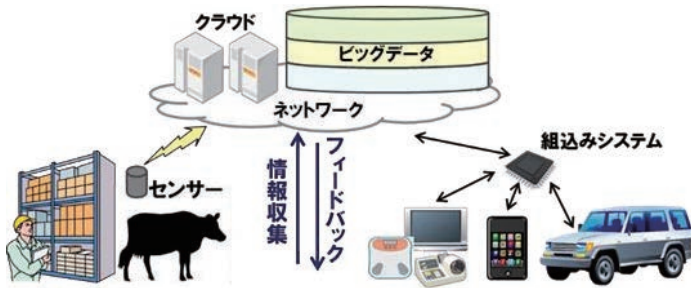 クラウド
ビッグデータ
ネットワーク
センサー
情報収集
フィードバック
組込みシステム